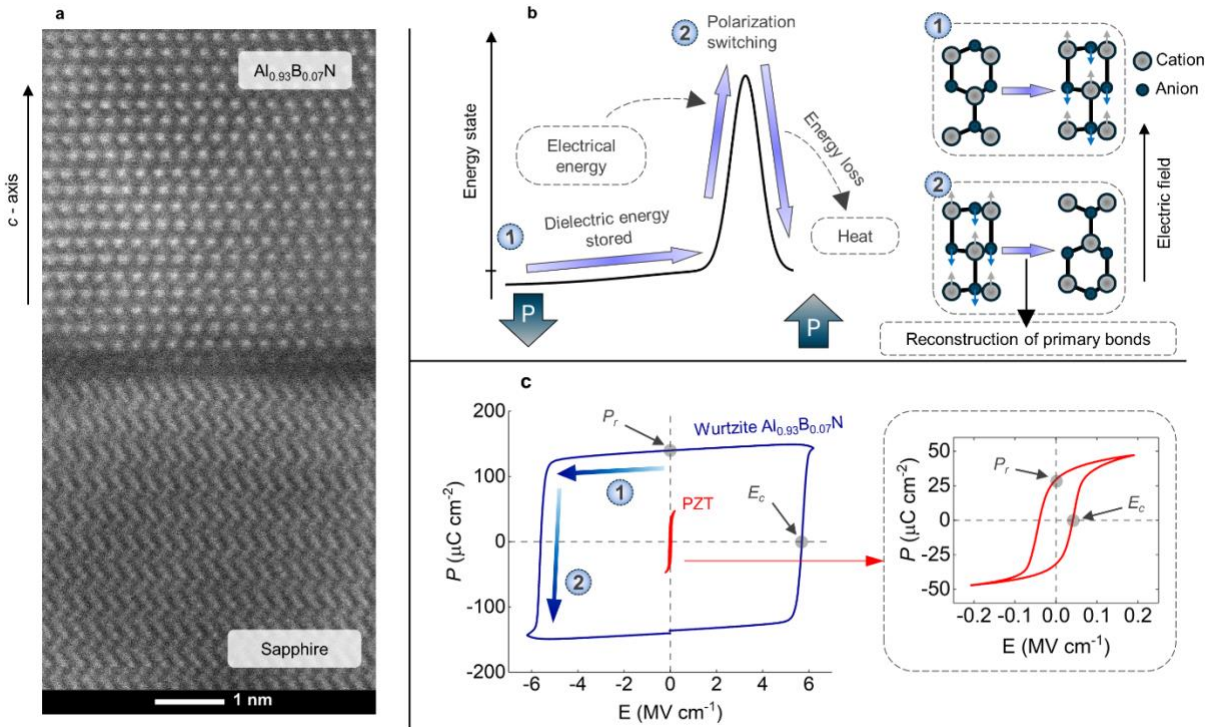 a
Al0.93B0.07N
c - axis
Sapphire
1 nm
b
Energy state
2 Polarization
switching
Electrical
energy
Energy loss
1 Dielectric energy
stored
Heat
P
P
1
Cation
Anion
2
Electric field
Reconstruction of primary bonds
c
P (μC cm-2)
200
100
0
-100
-200
-6 -4 -2 0 2 4 6
E (MV cm-1)
Pr
Wurtzite Al0.93B0.07N
1
Ec
PZT
2
P (μC cm-2)
50
25
0
-25
-50
-0.2 -0.1 0.0 0.1 0.2
E (MV cm-1)
Pr
Ec